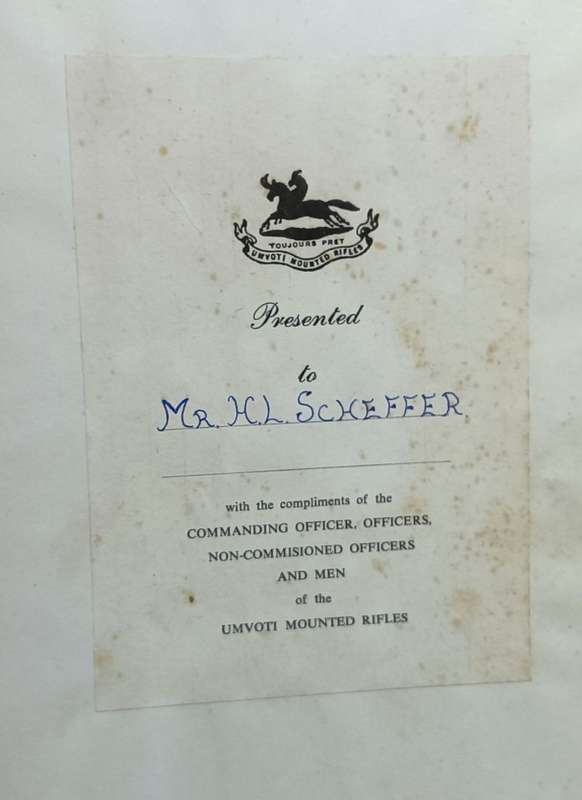 TOUJOURS PRET
UMVOTI MOUNTED RIFLES
Presented
to
MR. H.L. SCHEFFER
with the compliments of the
COMMANDING OFFICER, OFFICERS,
NON-COMMISIONED OFFICERS
AND MEN
of the
UMVOTI MOUNTED RIFLES